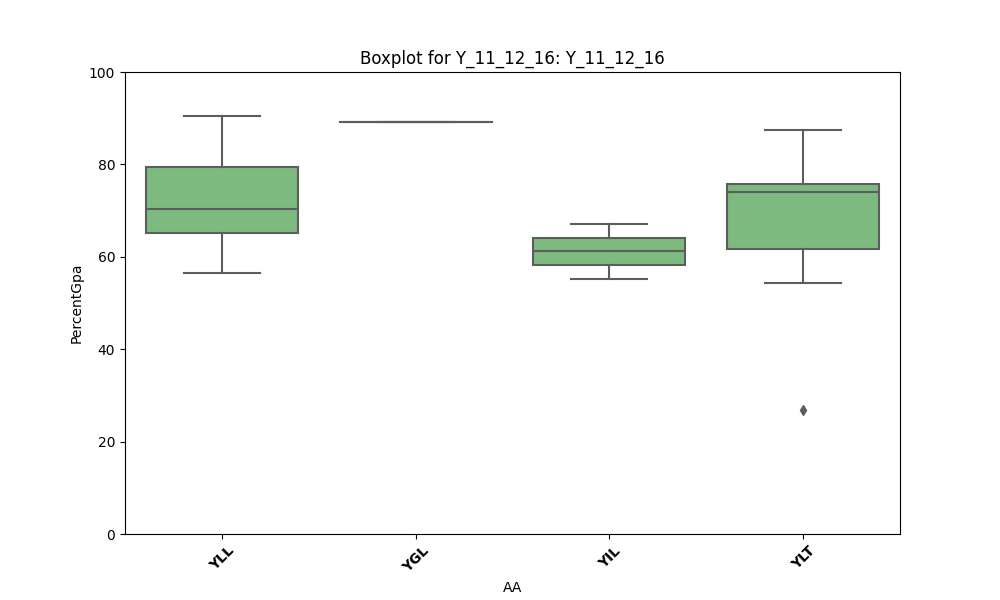 Boxplot for Y_11_12_16: Y_11_12_16
100
80
60
40
20
0
PercentGpa
YLL
YGL
YIL
YLT
AA